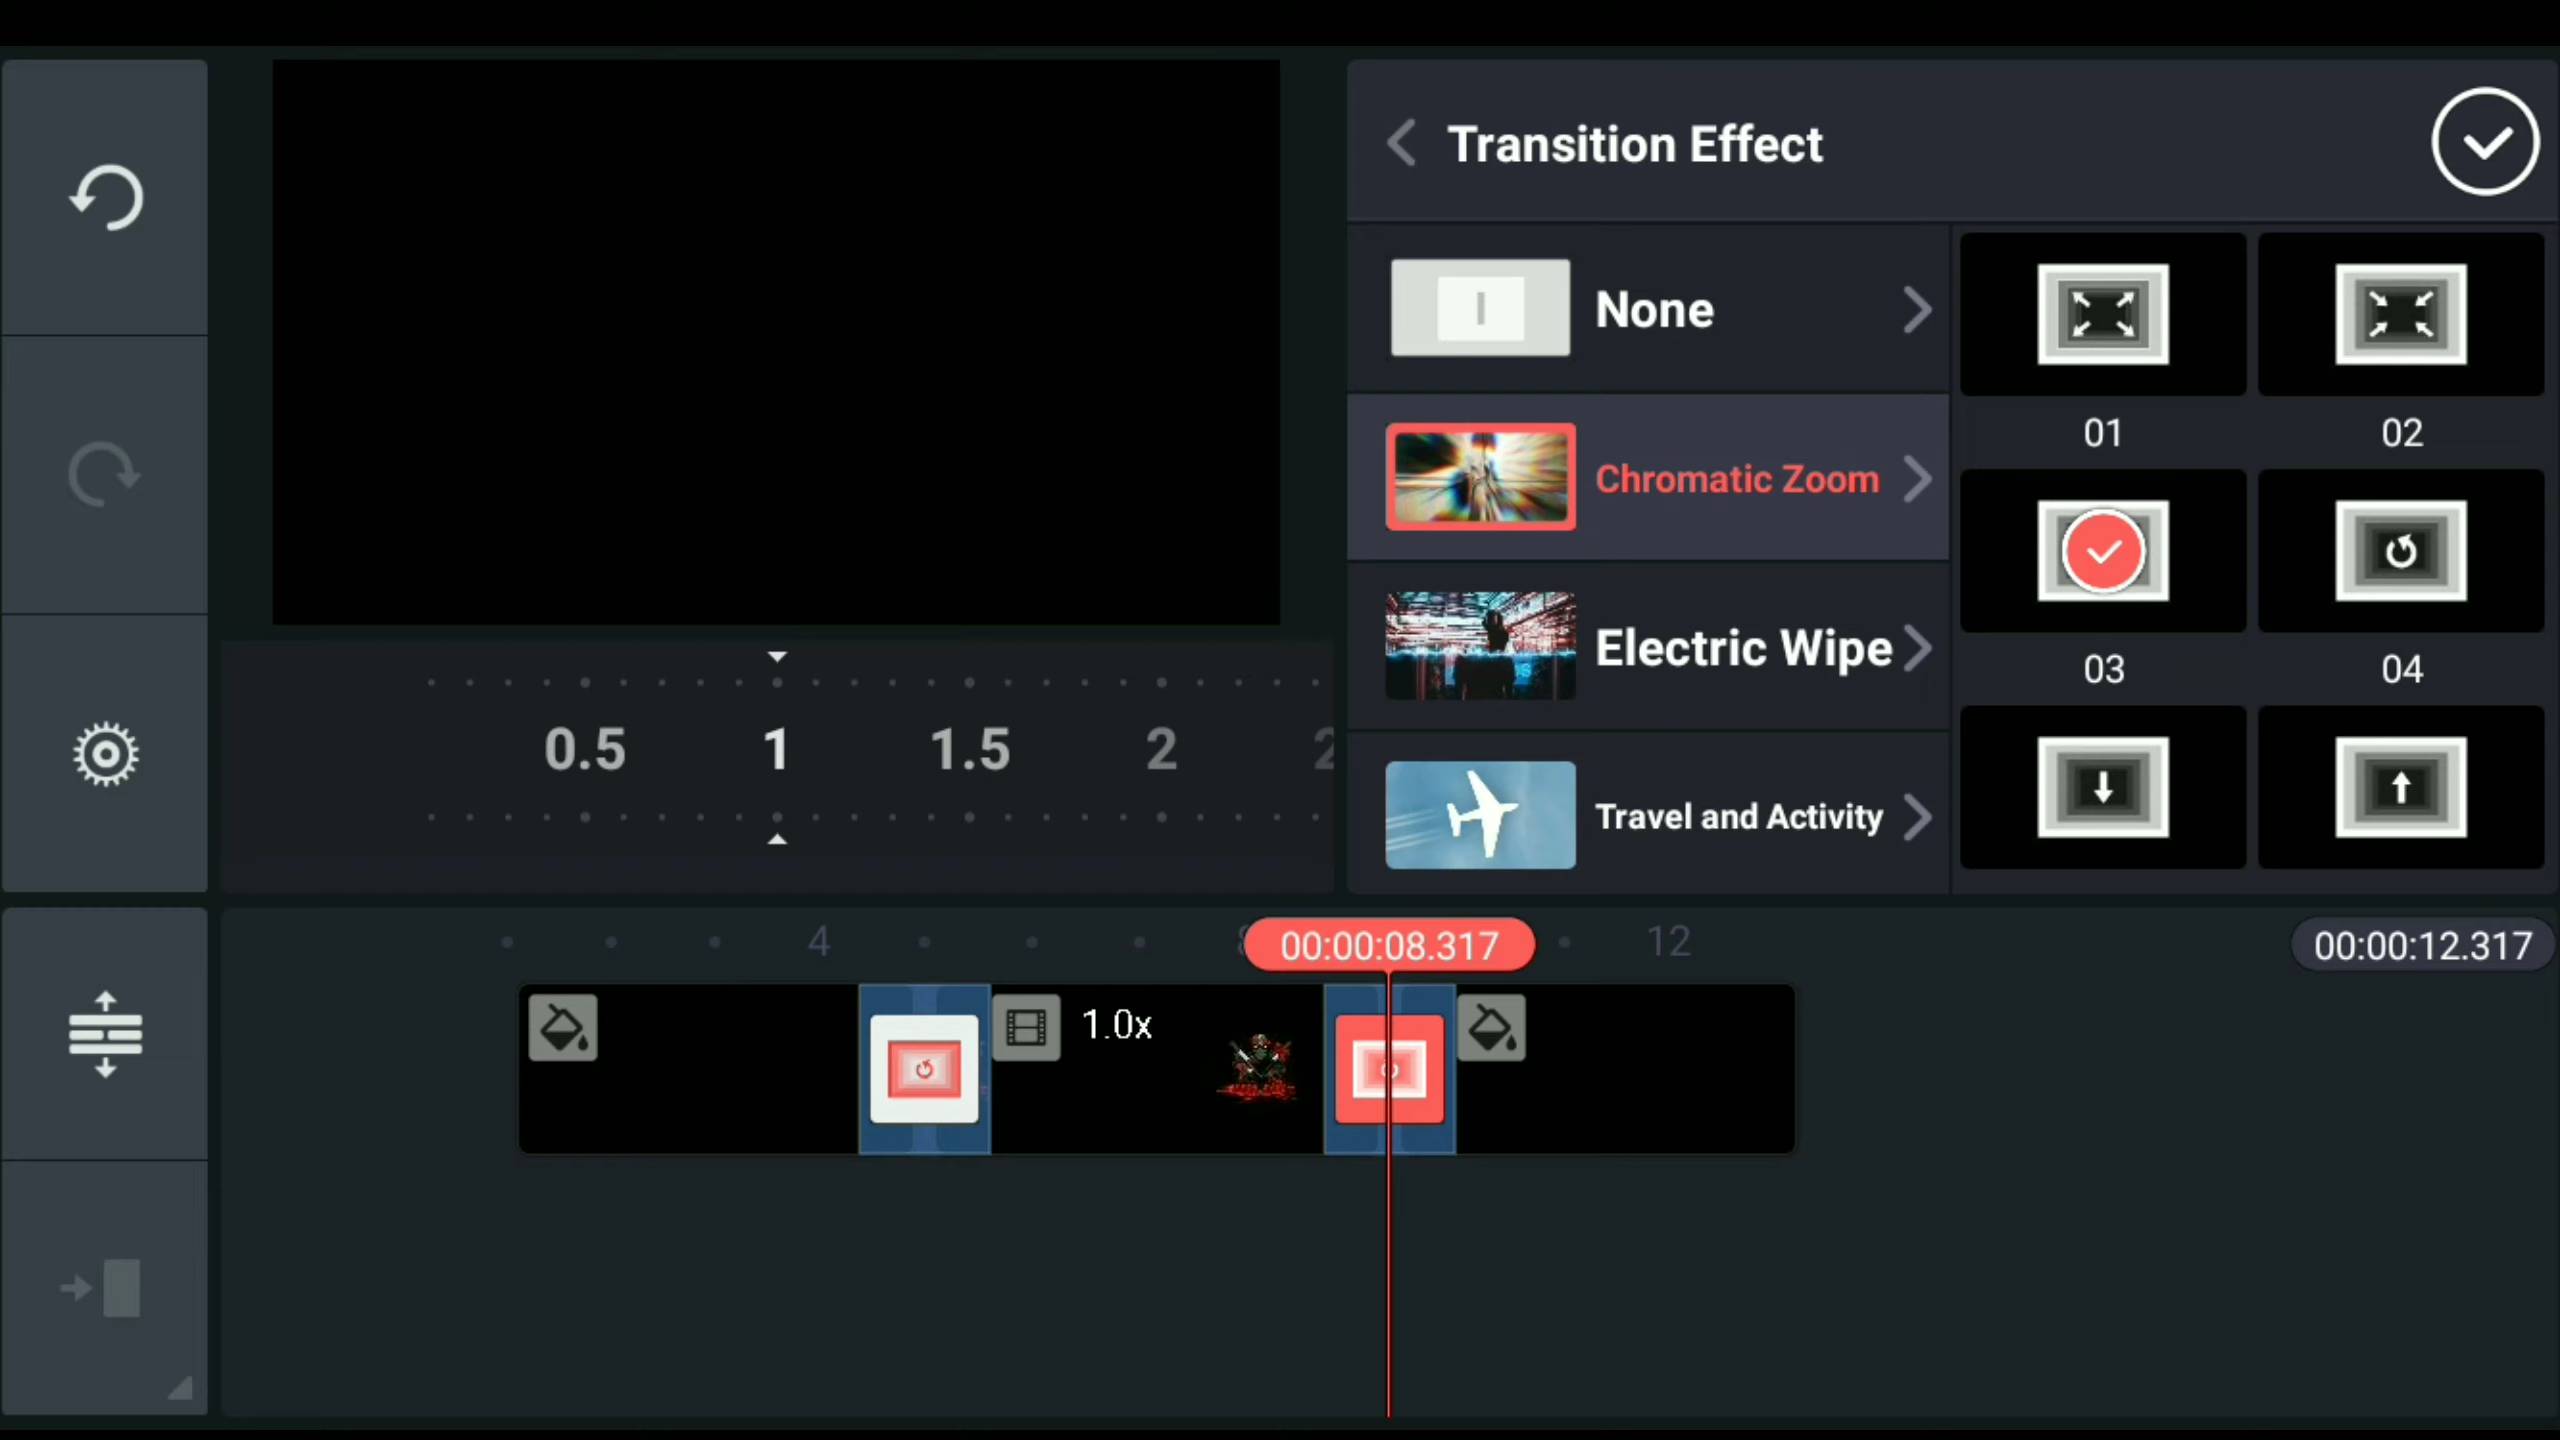 Transition Effect
None
01
02
Chromatic Zoom
03
04
Electric Wipe
Travel and Activity
0.5
1
1.5
2
4
00:00:08.317
12
00:00:12.317
1.0x